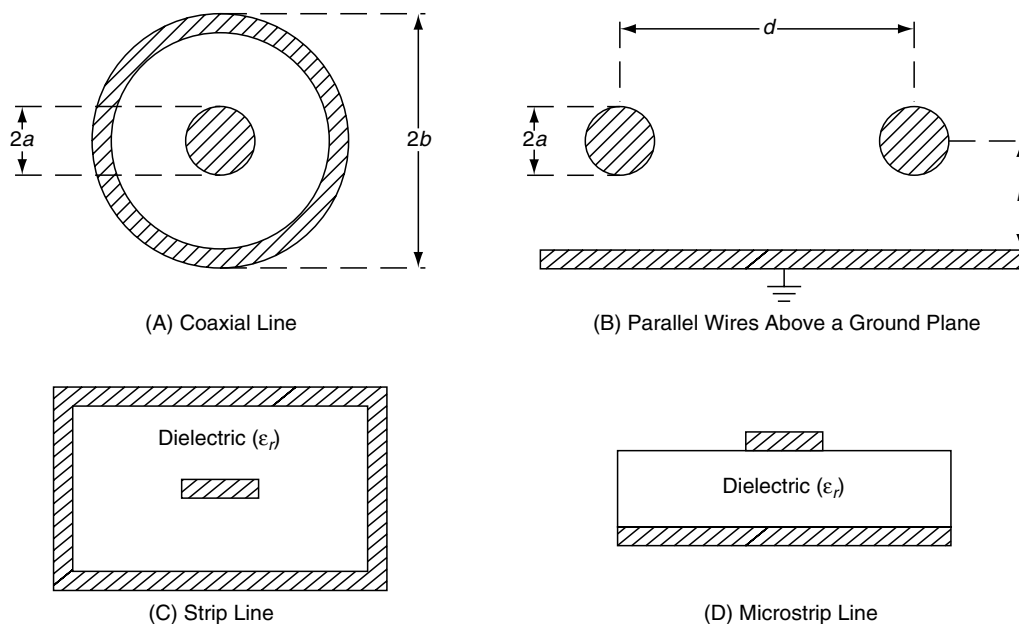 2a
2b
(A) Coaxial Line
d
2a
(B) Parallel Wires Above a Ground Plane
Dielectric (εr)
(C) Strip Line
Dielectric (εr)
(D) Microstrip Line